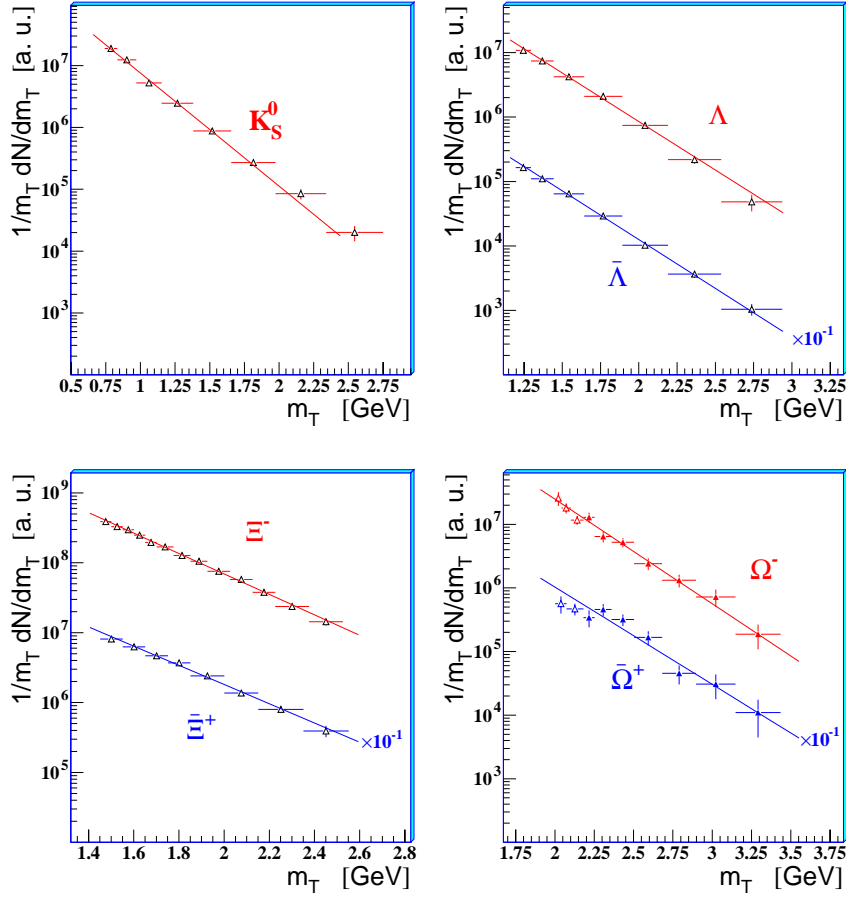 1/m_T dN/dm_T [a. u.]
10^7
10^6
10^5
10^4
10^3
K_S^0
0.5 0.75 1 1.25 1.5 1.75 2 2.25 2.5 2.75
m_T [GeV]
1/m_T dN/dm_T [a. u.]
10^7
10^6
10^5
10^4
10^3
Λ
Λ̄
×10^-1
1.25 1.5 1.75 2 2.25 2.5 2.75 3 3.25
m_T [GeV]
1/m_T dN/dm_T [a. u.]
10^9
10^8
10^7
10^6
10^5
Ξ^-
Ξ̄^+
×10^-1
1.4 1.6 1.8 2 2.2 2.4 2.6 2.8
m_T [GeV]
1/m_T dN/dm_T [a. u.]
10^7
10^6
10^5
10^4
10^3
Ω^-
Ω̄^+
×10^-1
1.75 2 2.25 2.5 2.75 3 3.25 3.5 3.75
m_T [GeV]